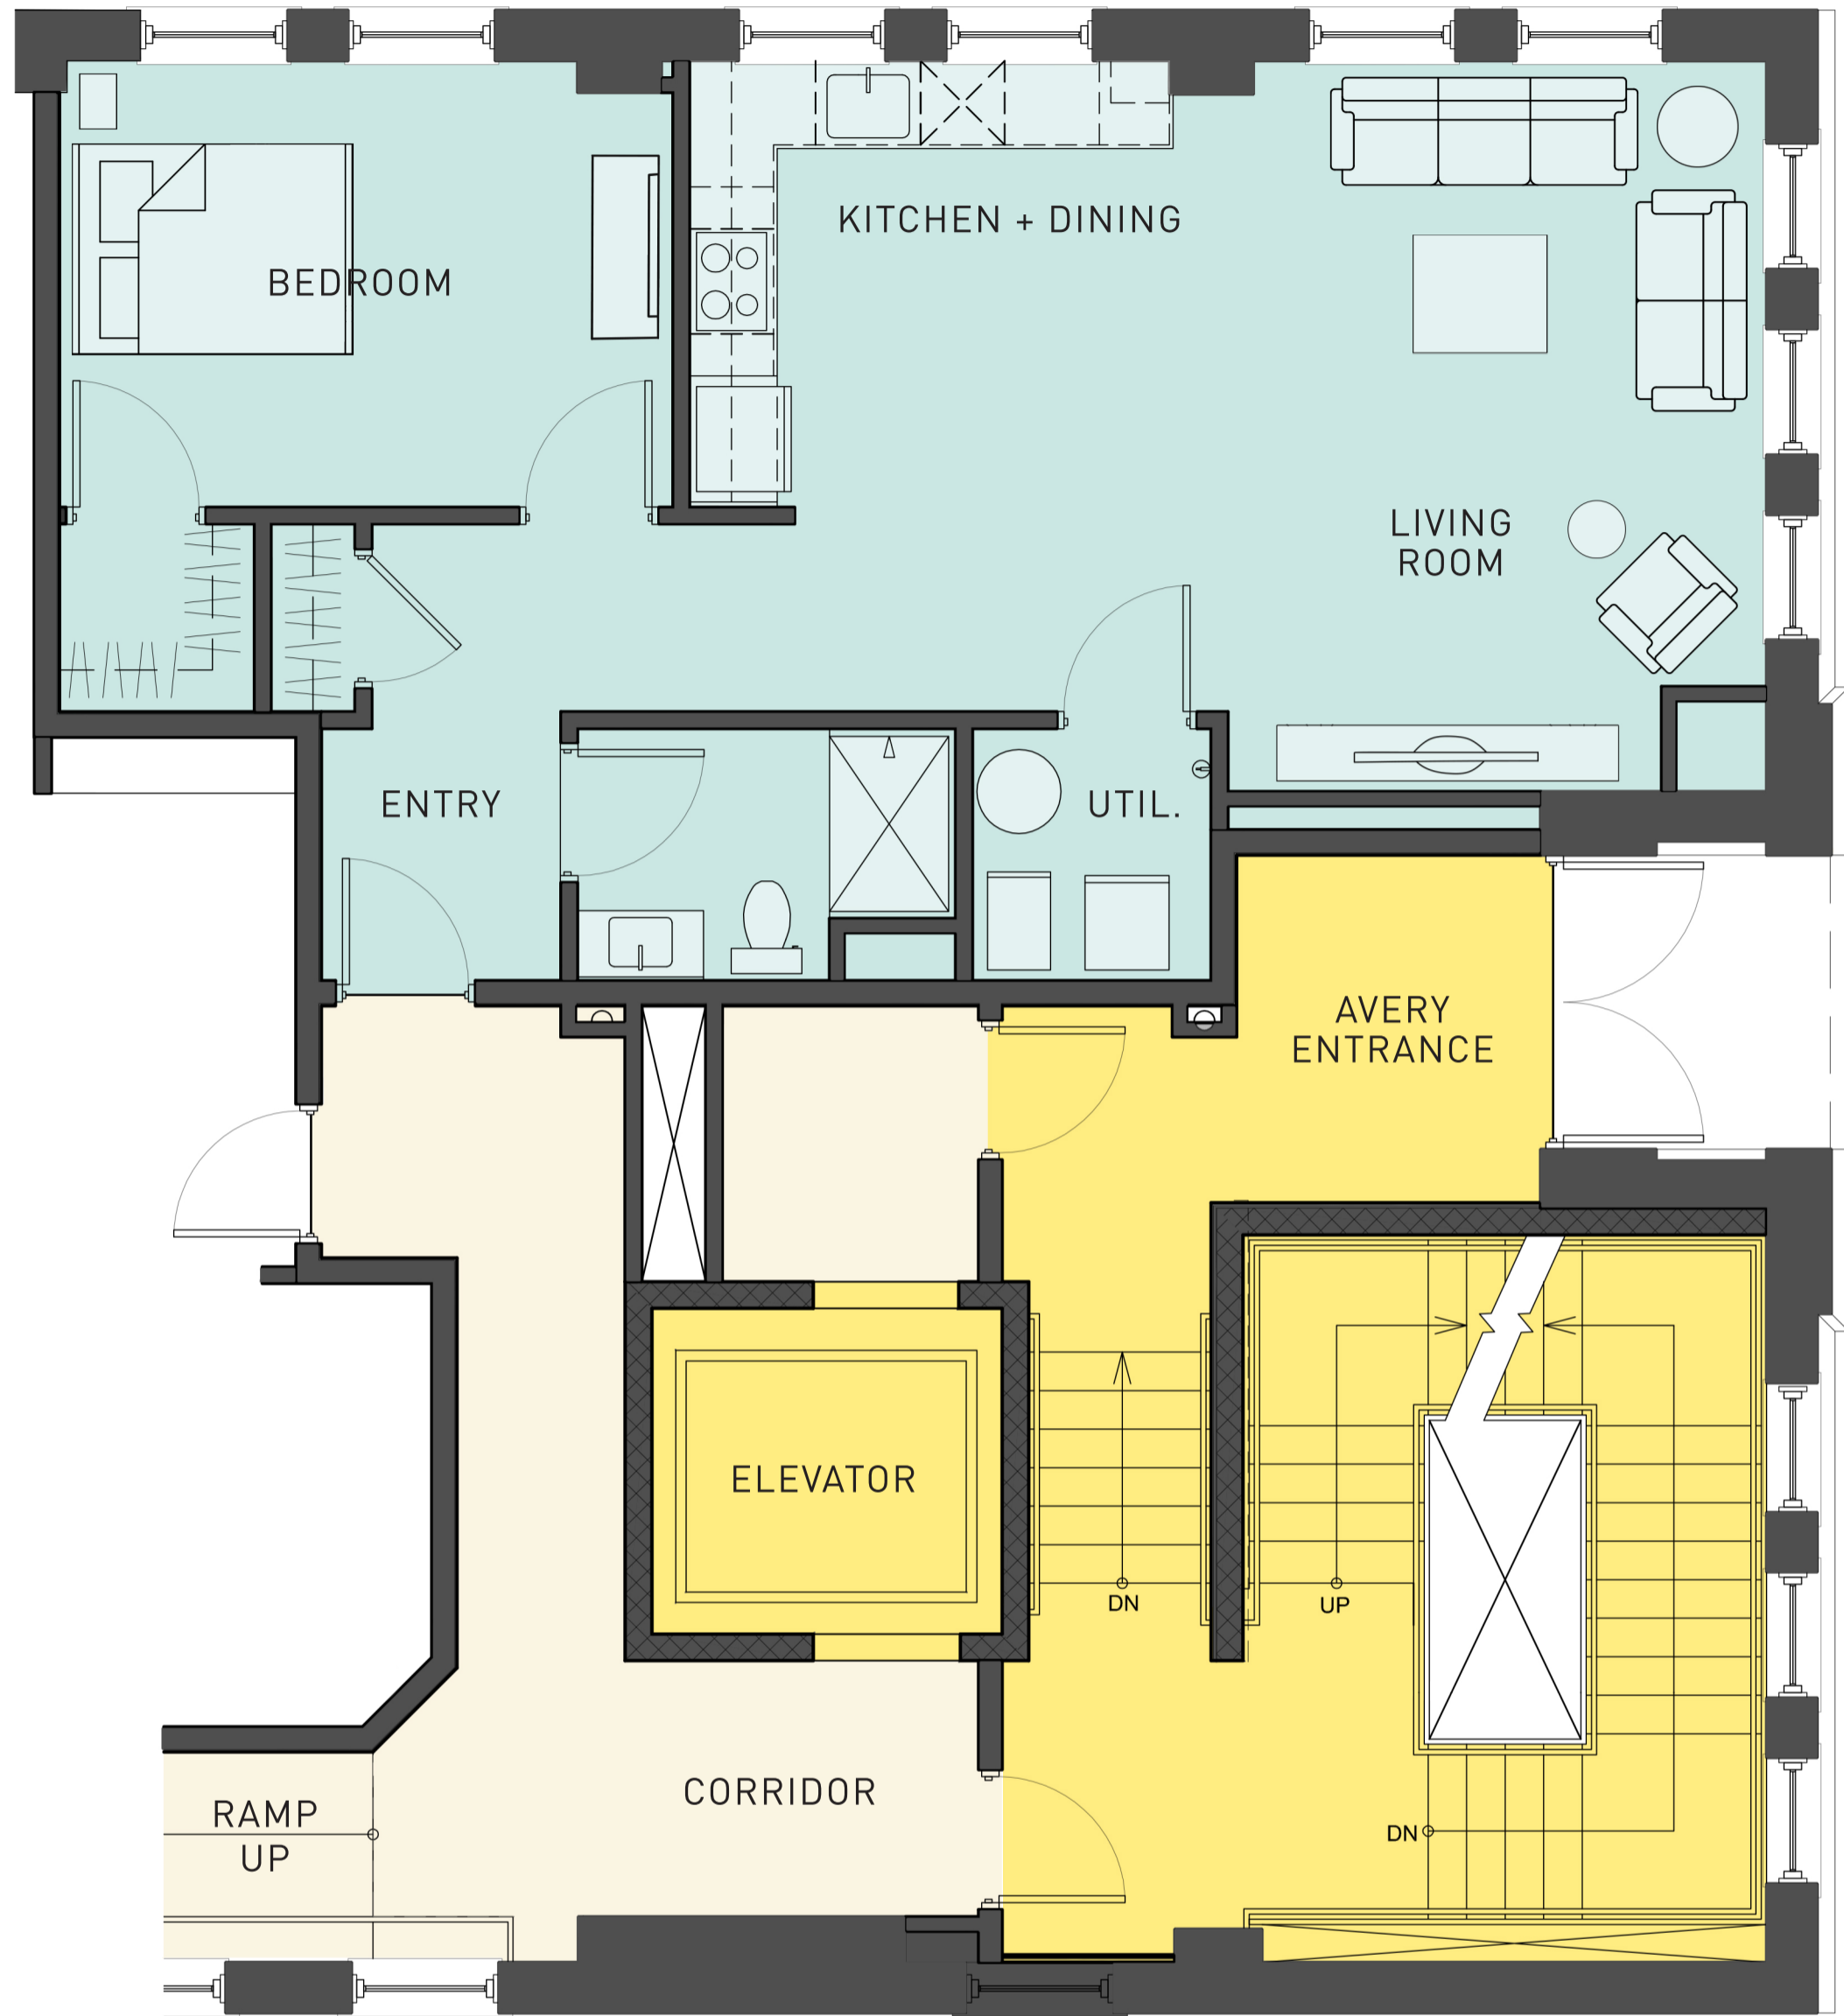 KITCHEN + DINING
BEDROOM
LIVING
ROOM
ENTRY
UTIL.
AVERY
ENTRANCE
ELEVATOR
DN
UP
CORRIDOR
RAMP
UP
DN